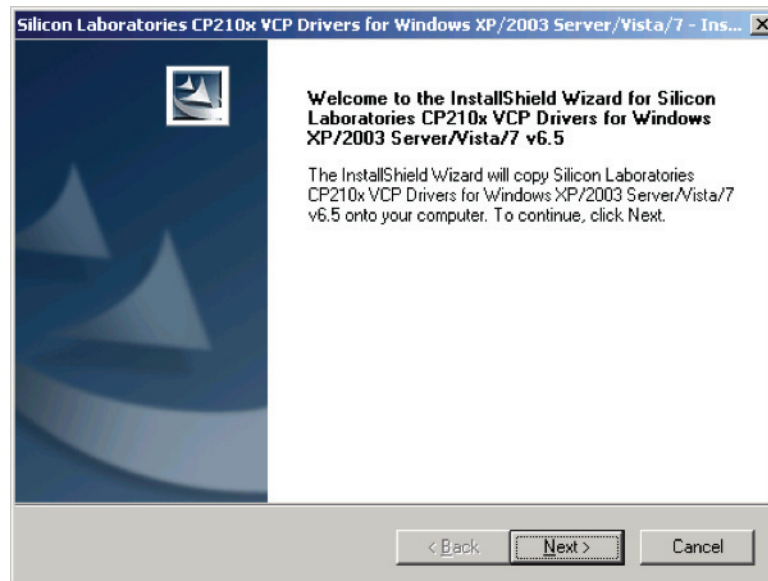 Silicon Laboratories CP210x VCP Drivers for Windows XP/2003 Server/Vista/7 - Ins...
Welcome to the InstallShield Wizard for Silicon
Laboratories CP210x VCP Drivers for Windows
XP/2003 Server/Vista/7 v6.5
The InstallShield Wizard will copy Silicon Laboratories
CP210x VCP Drivers for Windows XP/2003 Server/Vista/7
v6.5 onto your computer. To continue, click Next.
< Back
Next >
Cancel